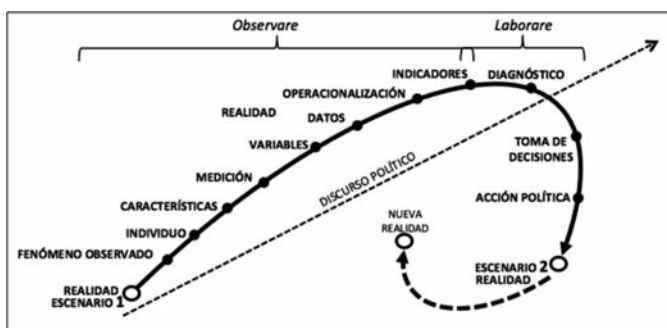 Observare
Laborare
INDICADORES
DIAGNÓSTICO
OPERACIONALIZACIÓN
REALIDAD
DATOS
VARIABLES
TOMA DE
DECISIONES
MEDICIÓN
DISCURSO POLÍTICO
CARACTERÍSTICAS
ACCIÓN POLÍTICA
INDIVIDUO
NUEVA
REALIDAD
FENÓMENO OBSERVADO
ESCENARIO 2
REALIDAD
REALIDAD
ESCENARIO 1